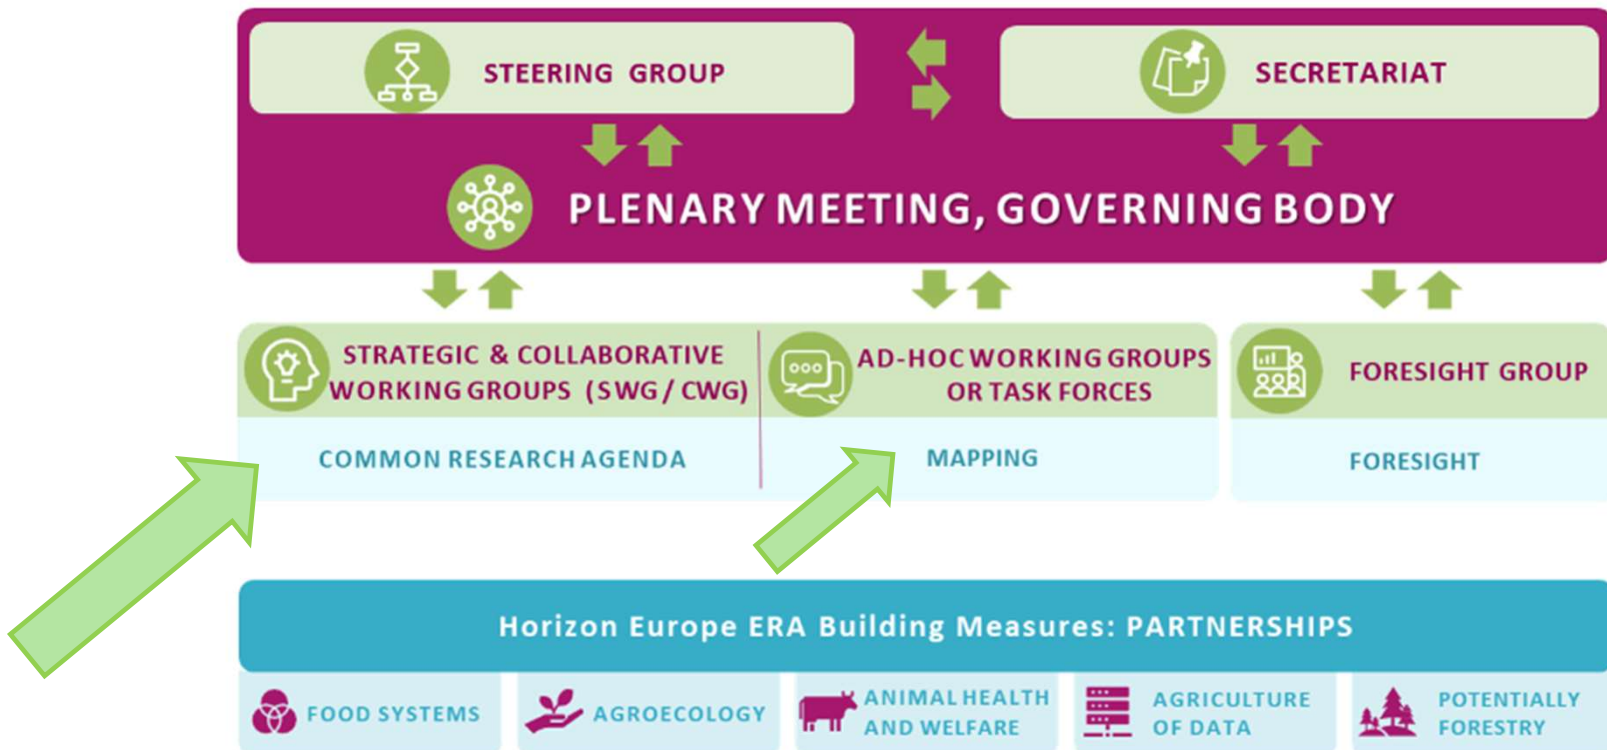 STEERING GROUP
SECRETARIAT
PLENARY MEETING, GOVERNING BODY
STRATEGIC & COLLABORATIVE
WORKING GROUPS (SWG / CWG)
AD-HOC WORKING GROUPS
OR TASK FORCES
FORESIGHT GROUP
COMMON RESEARCH AGENDA
MAPPING
FORESIGHT
Horizon Europe ERA Building Measures: PARTNERSHIPS
FOOD SYSTEMS
AGROECOLOGY
ANIMAL HEALTH
AND WELFARE
AGRICULTURE
OF DATA
POTENTIALLY
FORESTRY